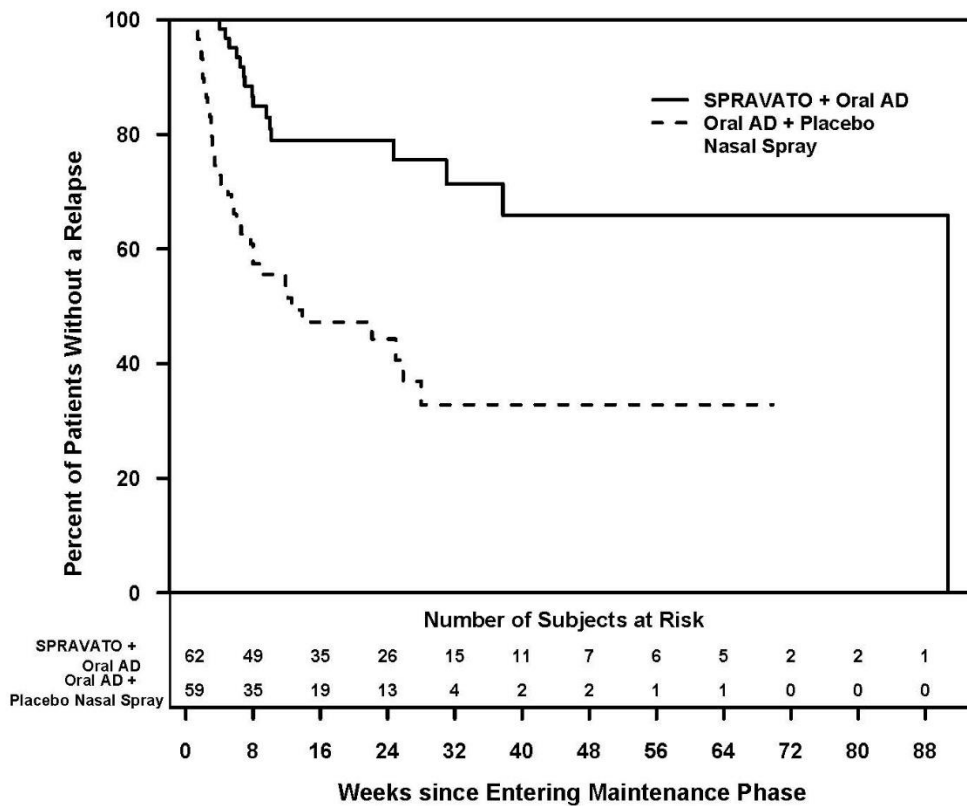 100
80
60
40
20
0
Percent of Patients Without a Relapse
SPRAVATO + Oral AD
Oral AD + Placebo
Nasal Spray
Number of Subjects at Risk
SPRAVATO +
Oral AD
62 49 35 26 15 11 7 6 5 2 2 1
Oral AD +
Placebo Nasal Spray
59 35 19 13 4 2 2 1 1 0 0 0
0 8 16 24 32 40 48 56 64 72 80 88
Weeks since Entering Maintenance Phase